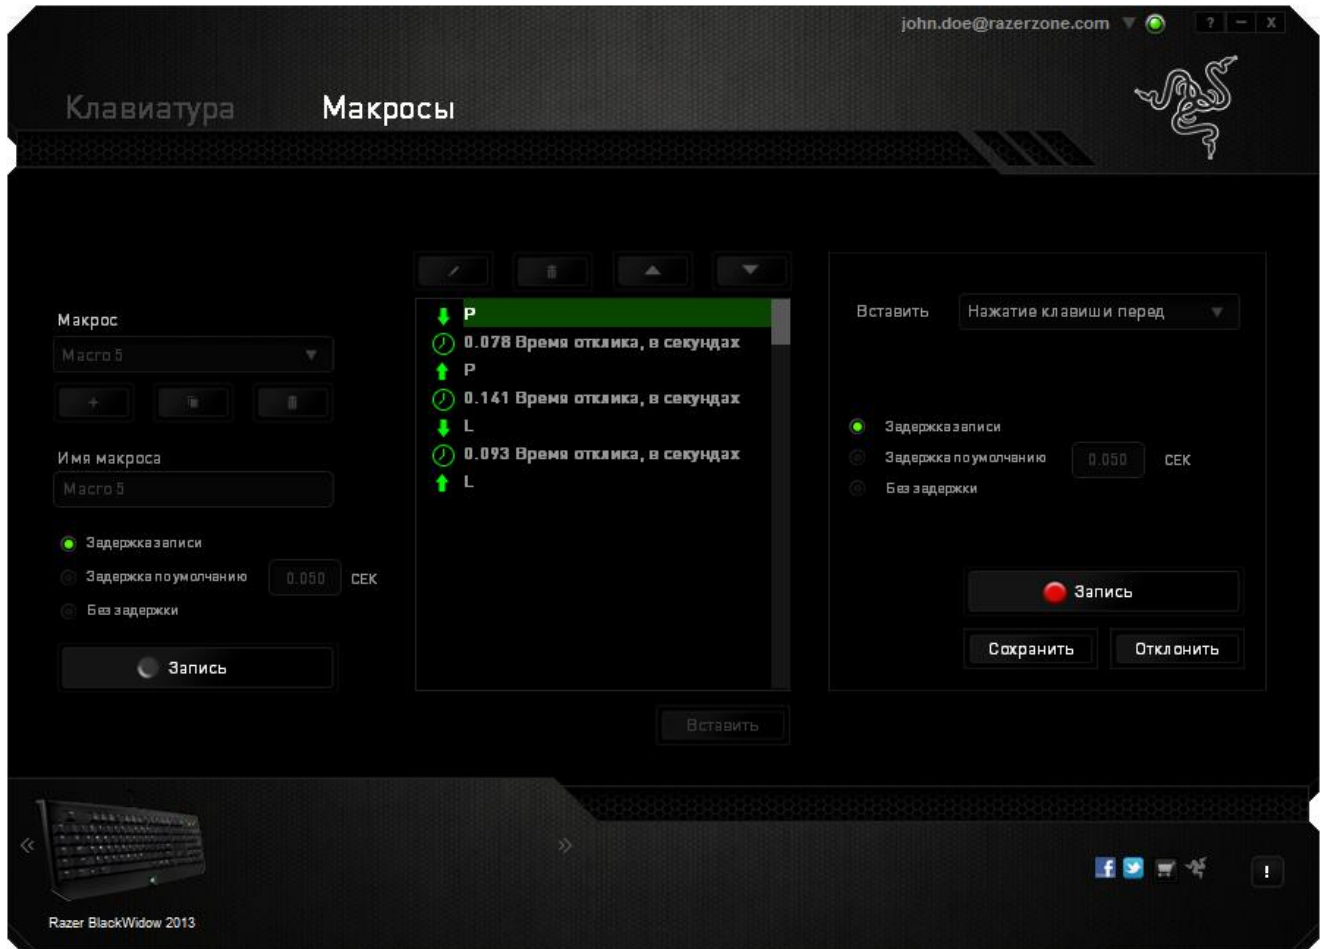 john.doe@razerzone.com
? – X
Клавиатура Макросы
Макрос
Macro 5
+
Имя макроса
Macro 5
Задержка записи
Задержка по умолчанию 0.050 СЕК
Без задержки
Запись
P
0.078 Время отклика, в секундах
P
0.141 Время отклика, в секундах
L
0.093 Время отклика, в секундах
L
Вставить
Вставить Нажатие клавиши перед
Задержка записи
Задержка по умолчанию 0.050 СЕК
Без задержки
Запись
Сохранить Отклонить
Razer BlackWidow 2013
!